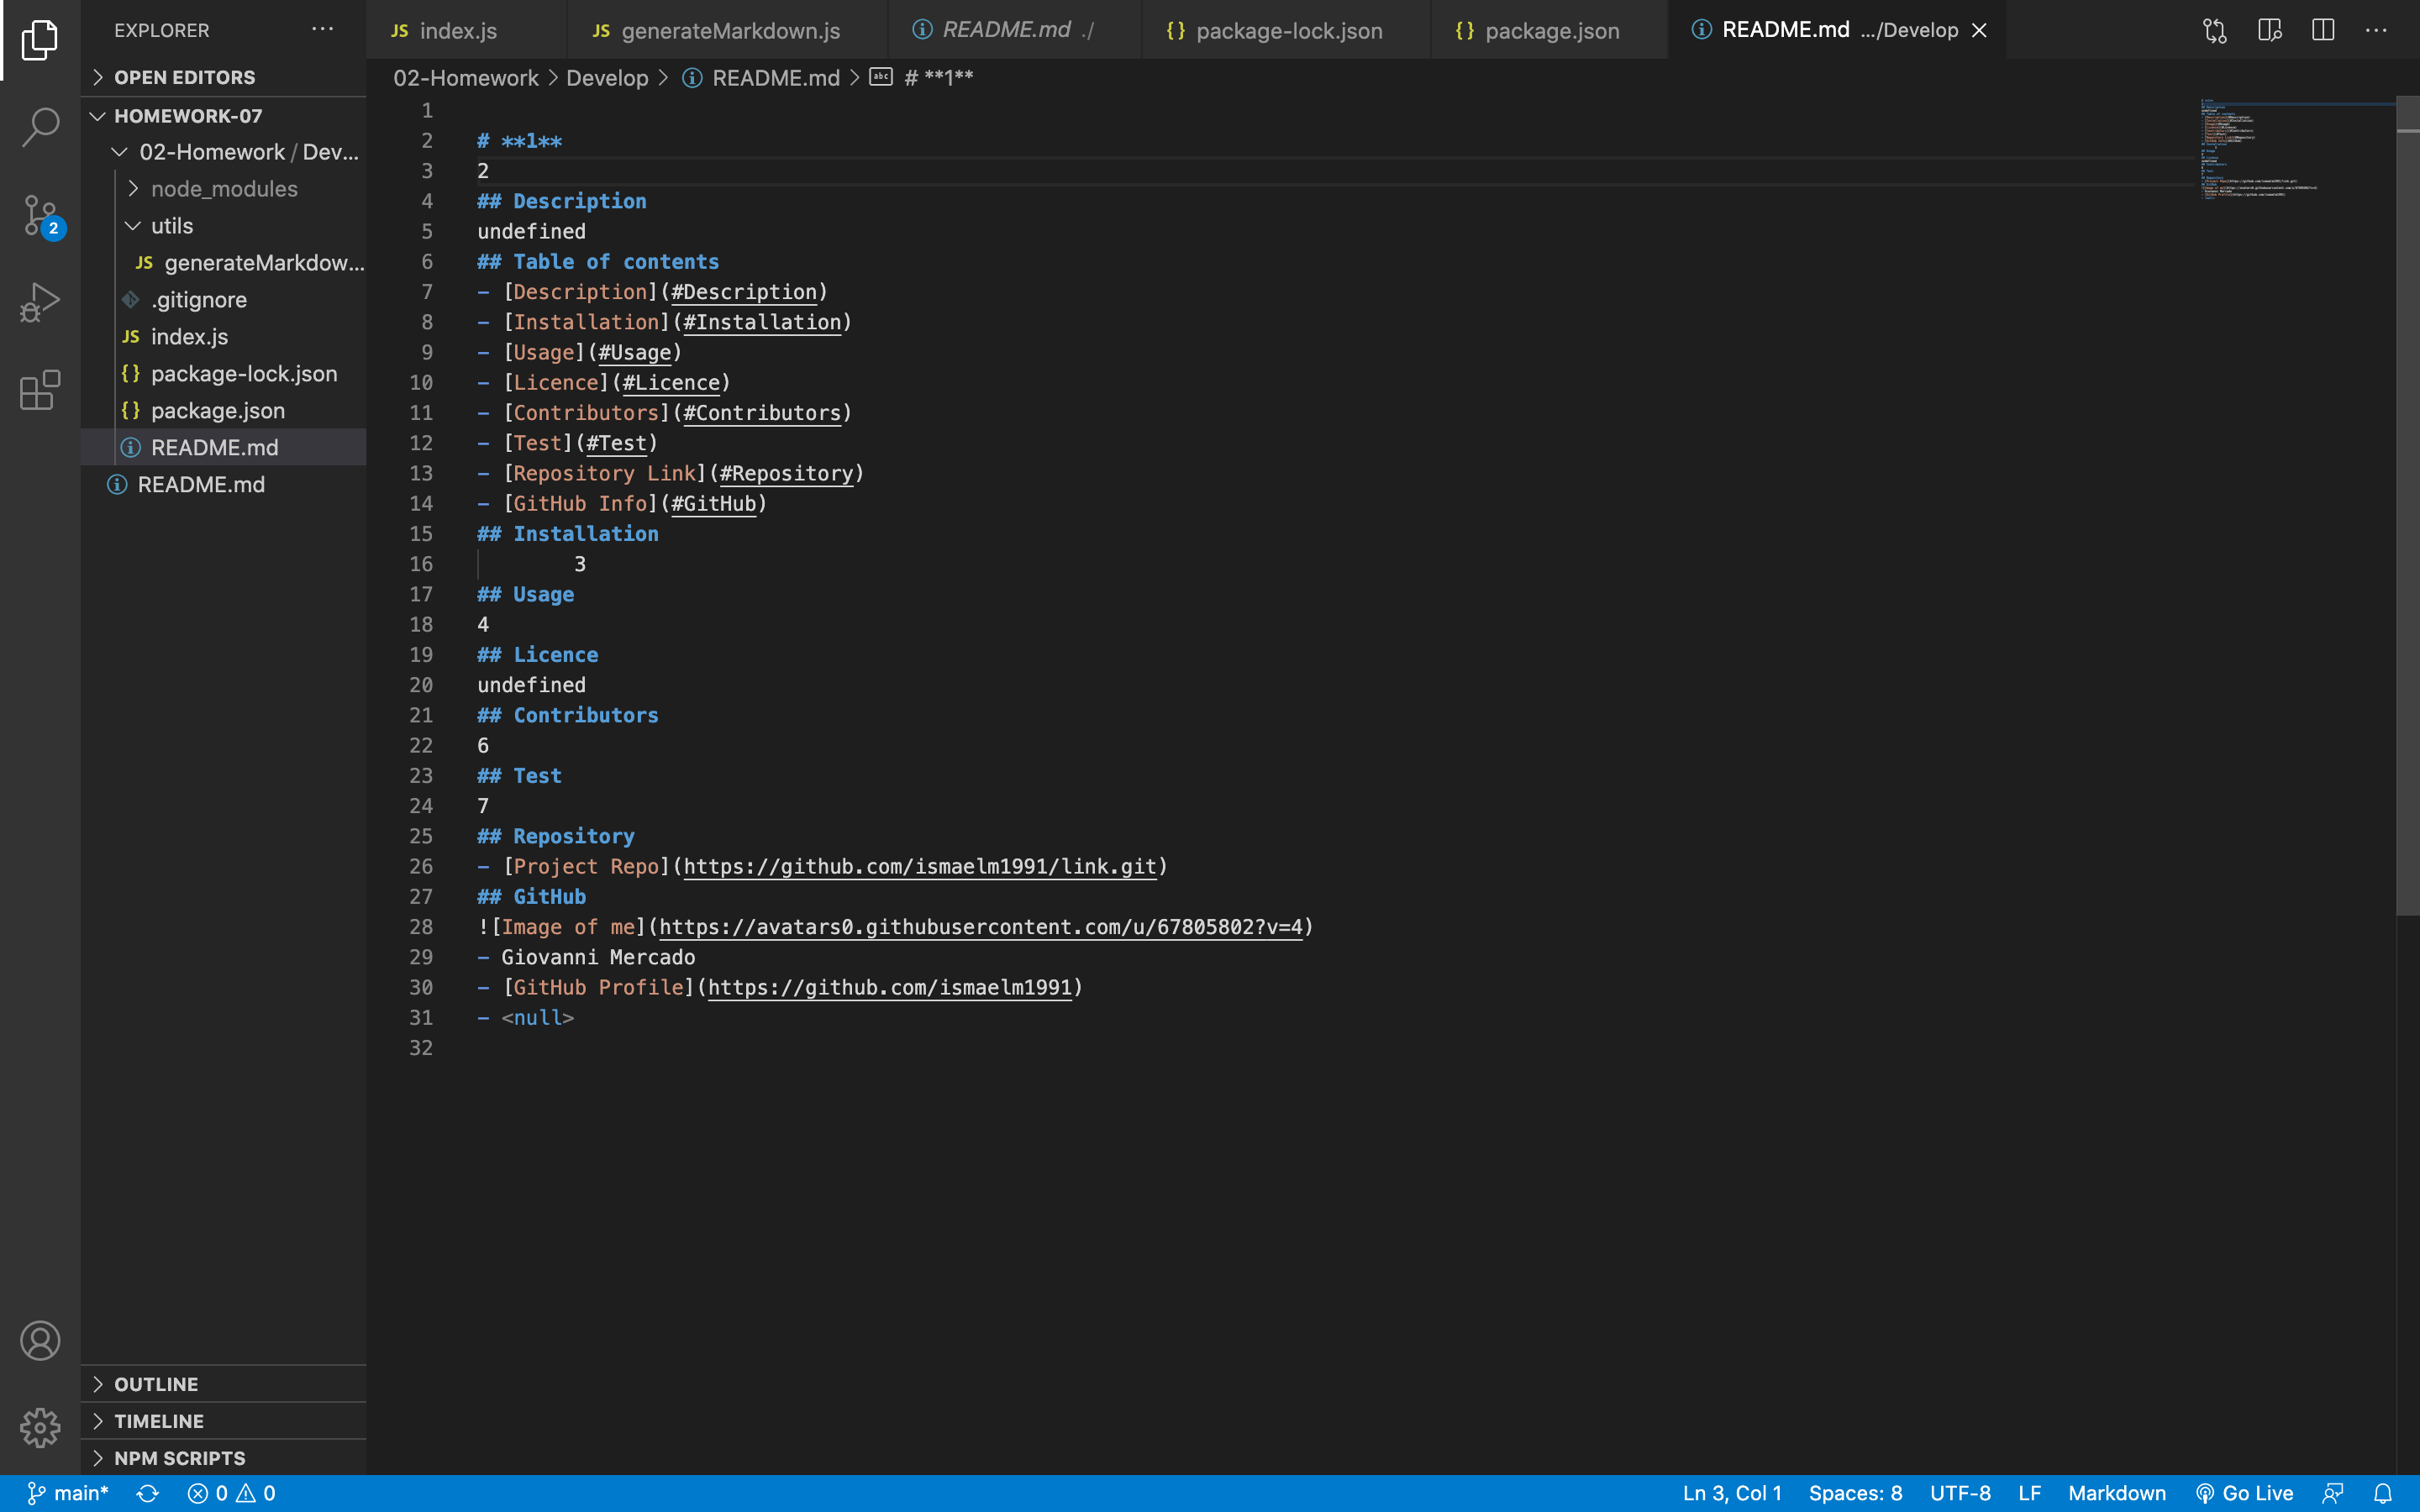 EXPLORER
index.js
generateMarkdown.js
README.md ./
package-lock.json
package.json
README.md .../Develop
OPEN EDITORS
02-Homework > Develop > README.md > # **1**
HOMEWORK-07
02-Homework / Dev...
node_modules
utils
JS generateMarkdow...
.gitignore
JS index.js
{} package-lock.json
{} package.json
README.md
README.md
2
1
2 # **1**
3 2
4 ## Description
5 undefined
6 ## Table of contents
7 - [Description](#Description)
8 - [Installation](#Installation)
9 - [Usage](#Usage)
10 - [Licence](#Licence)
11 - [Contributors](#Contributors)
12 - [Test](#Test)
13 - [Repository Link](#Repository)
14 - [GitHub Info](#GitHub)
15 ## Installation
16 3
17 ## Usage
18 4
19 ## Licence
20 undefined
21 ## Contributors
22 6
23 ## Test
24 7
25 ## Repository
26 - [Project Repo](https://github.com/ismaelm1991/link.git)
27 ## GitHub
28 ![Image of me](https://avatars0.githubusercontent.com/u/67805802?v=4)
29 - Giovanni Mercado
30 - [GitHub Profile](https://github.com/ismaelm1991)
31 - <null>
32
OUTLINE
TIMELINE
NPM SCRIPTS
main* 0 0 Ln 3, Col 1 Spaces: 8 UTF-8 LF Markdown Go Live